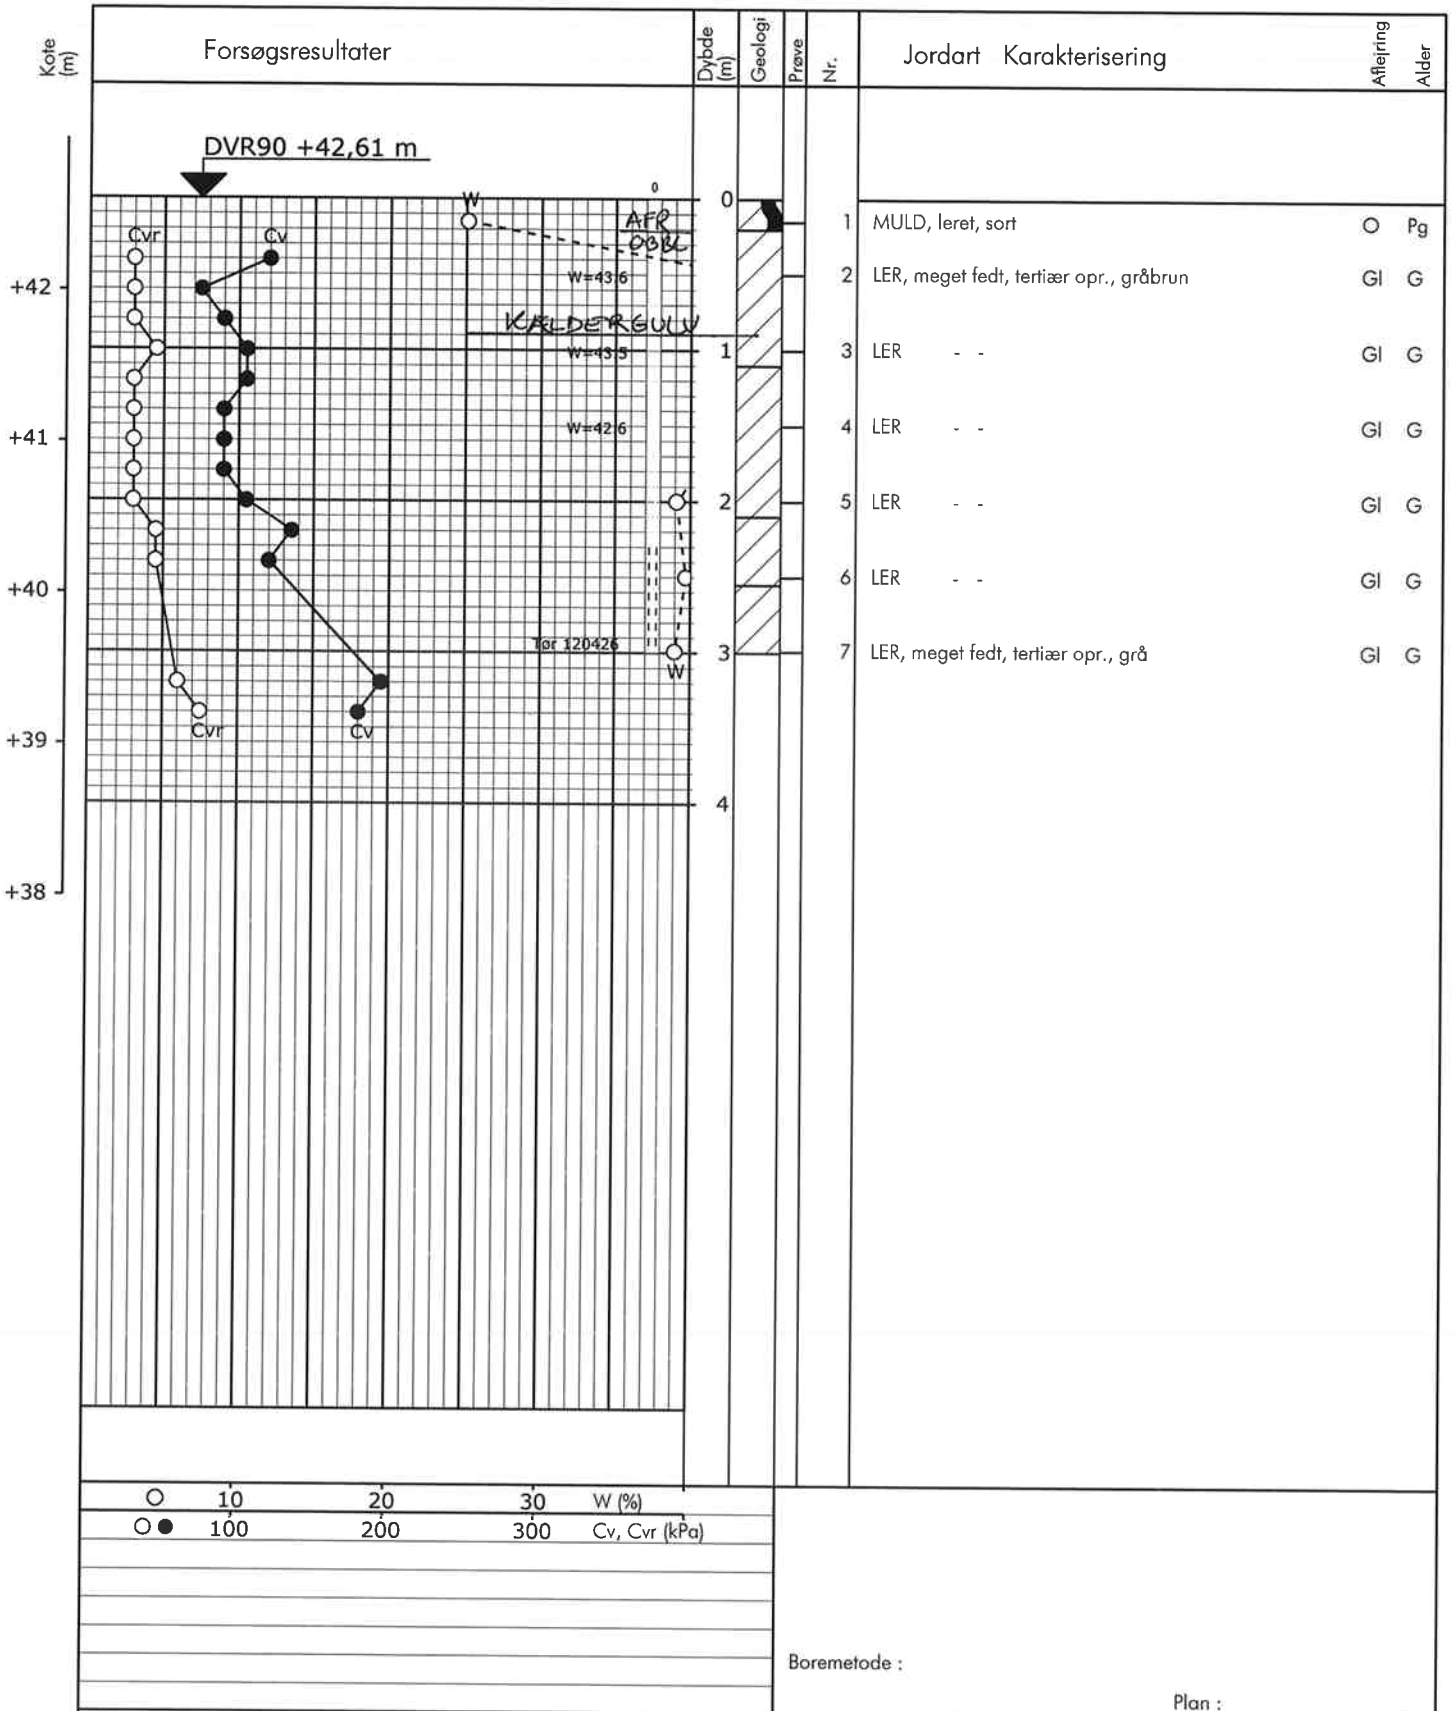 Kote (m)
Forsøgsresultater
Dybde (m)
Geologi
Prøve
Nr.
Jordart Karakterisering
Aflejring
Alder
DVR90 +42,61 m
0
W
0
AFR
OBBL
1 MULD, leret, sort O Pg
Cvr
Cv
+42
W=43.6
2 LER, meget fedt, tertiær opr., gråbrun Gl G
KÆLDERGULV
W=43.5
1
3 LER - - Gl G
+41
W=42.6
4 LER - - Gl G
2
5 LER - - Gl G
+40
6 LER - - Gl G
Tør 120426
3
7 LER, meget fedt, tertiær opr., grå Gl G
W
Cvr
Cv
+39
4
+38
10 20 30 W (%)
100 200 300 Cv, Cvr (kPa)
Boremetode :
Plan :